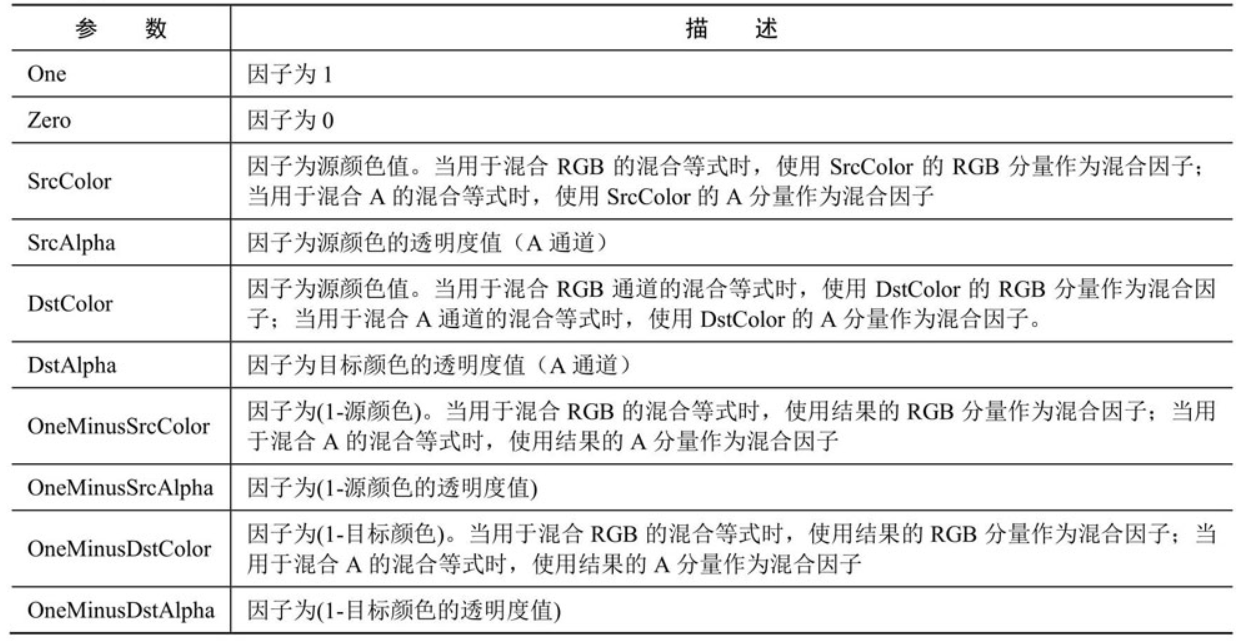 参 数 描 述
One 因子为 1
Zero 因子为 0
SrcColor 因子为源颜色值。当用于混合 RGB 的混合等式时，使用 SrcColor 的 RGB 分量作为混合因子；
当用于混合 A 的混合等式时，使用 SrcColor 的 A 分量作为混合因子
SrcAlpha 因子为源颜色的透明度值（A 通道）
DstColor 因子为源颜色值。当用于混合 RGB 通道的混合等式时，使用 DstColor 的 RGB 分量作为混合因
子；当用于混合 A 通道的混合等式时，使用 DstColor 的 A 分量作为混合因子。
DstAlpha 因子为目标颜色的透明度值（A 通道）
OneMinusSrcColor 因子为(1-源颜色)。当用于混合 RGB 的混合等式时，使用结果的 RGB 分量作为混合因子；当用
于混合 A 的混合等式时，使用结果的 A 分量作为混合因子
OneMinusSrcAlpha 因子为(1-源颜色的透明度值)
OneMinusDstColor 因子为(1-目标颜色)。当用于混合 RGB 的混合等式时，使用结果的 RGB 分量作为混合因子；当
用于混合 A 的混合等式时，使用结果的 A 分量作为混合因子
OneMinusDstAlpha 因子为(1-目标颜色的透明度值)